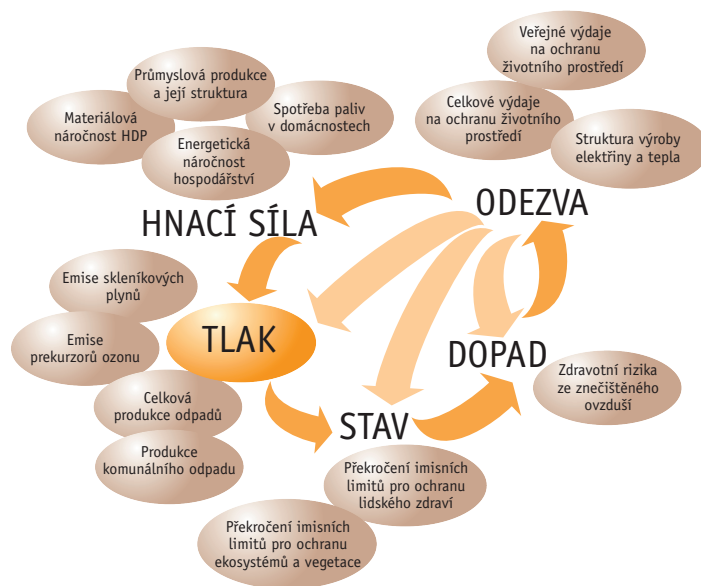 Průmyslová produkce
a její struktura
Materiálová
náročnost HDP
Spotřeba paliv
v domácnostech
Energetická
náročnost
hospodářství
Veřejné výdaje
na ochranu
životního prostředí
Celkové výdaje
na ochranu životního
prostředí
Struktura výroby
elektřiny a tepla
HNACÍ SÍLA
ODEZVA
Emise skleníkových
plynů
Emise
prekurzorů ozonu
TLAK
Celková
produkce odpadů
Produkce
komunálního odpadu
DOPAD
Zdravotní rizika
ze znečištěného
ovzduší
STAV
Překročení imisních
limitů pro ochranu
lidského zdraví
Překročení imisních
limitů pro ochranu
ekosystémů a vegetace